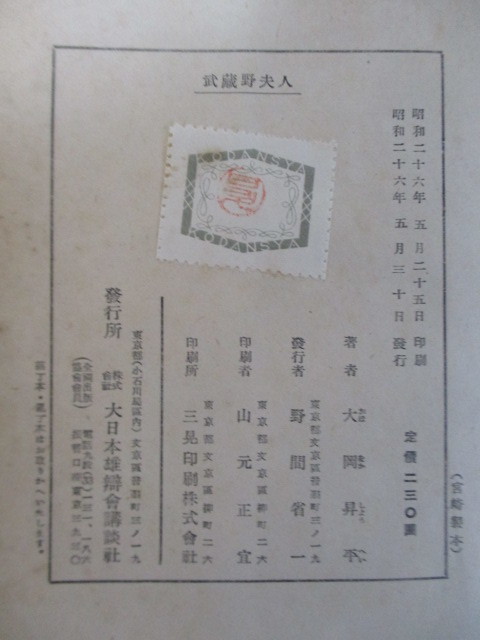 武蔵野夫人
KODANSYA
KODANSYA
昭和二十六年 五月二十五日 印刷
昭和二十六年 五月三十日 發行
定價 二三〇圓
(宮崎製本)
著者 大岡昇平
東京都文京區音羽町三ノ一九
發行者 野間省一
東京都文京區柳町二六
印刷者 山元正宜
東京都文京區柳町二六
印刷所 三晃印刷株式會社
東京都(小石川局區內)文京區音羽町三ノ一九
發行所 株式會社 大日本雄辯會講談社